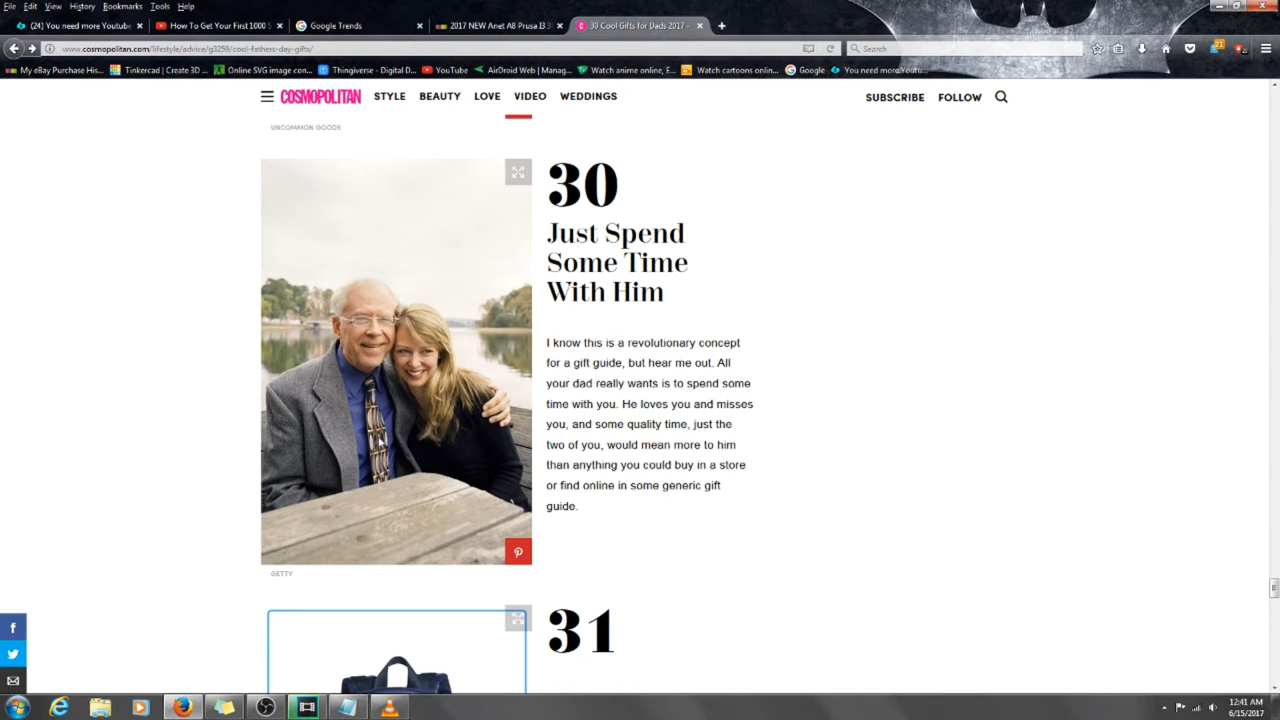 File Edit View History Bookmarks Tools Help
(24) You need more Youtube
How To Get Your First 1000 S
Google Trends
2017 NEW Anet A8 Prusa I3 3
30 Cool Gifts for Dads 2017 -
www.cosmopolitan.com/lifestyle/advice/g3259/cool-fathers-day-gifts/
Search
21
My eBay Purchase His...
Tinkercad | Create 3D ...
Online SVG image con...
Thingiverse - Digital D...
YouTube
AirDroid Web | Manag...
Watch anime online, E...
Watch cartoons onlin...
Google
You need more Youtu...
COSMOPOLITAN STYLE BEAUTY LOVE VIDEO WEDDINGS SUBSCRIBE FOLLOW
UNCOMMON GOODS
30
Just Spend
Some Time
With Him
I know this is a revolutionary concept
for a gift guide, but hear me out. All
your dad really wants is to spend some
time with you. He loves you and misses
you, and some quality time, just the
two of you, would mean more to him
than anything you could buy in a store
or find online in some generic gift
guide.
GETTY
31
12:41 AM
6/15/2017